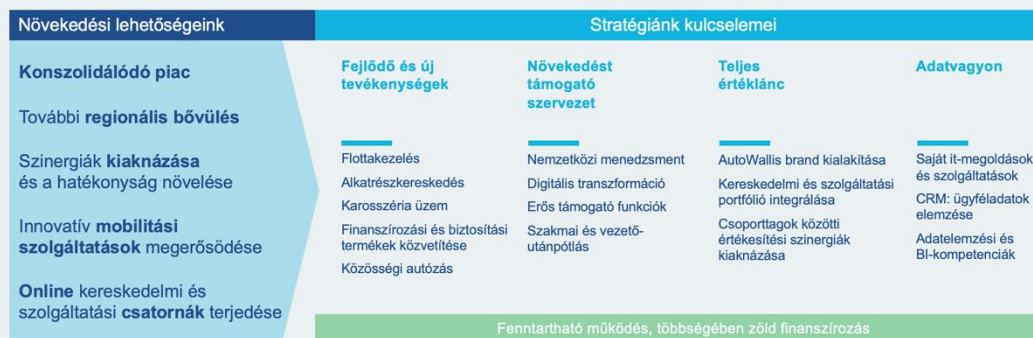 Növekedési lehetőségeink
Konszolidálódó piac
További regionális bővülés
Szinergiák kiaknázása
és a hatékonyság növelése
Innovatív mobilitási
szolgáltatások megerősödése
Online kereskedelmi és
szolgáltatási csatornák terjedése
Stratégiánk kulcselemei
Fejlődő és új
tevékenységek
Flottakezelés
Alkatrészkereskedés
Karosszéria üzem
Finanszírozási és biztosítási
termékek közvetítése
Közösségi autózás
Növekedést
támogató
szervezet
Nemzetközi menedzsment
Digitális transzformáció
Erős támogató funkciók
Szakmai és vezető-
utánpótlás
Teljes
értéklánc
AutoWallis brand kialakítása
Kereskedelmi és szolgáltatási
portfólió integrálása
Csoporttagok közötti
értékesítési szinergiák
kiaknázása
Adatvagyon
Saját it-megoldások
és szolgáltatások
CRM: ügyféladatok
elemzése
Adatelemzési és
BI-kompetenciák
Fenntartható működés, többségében zöld finanszírozás